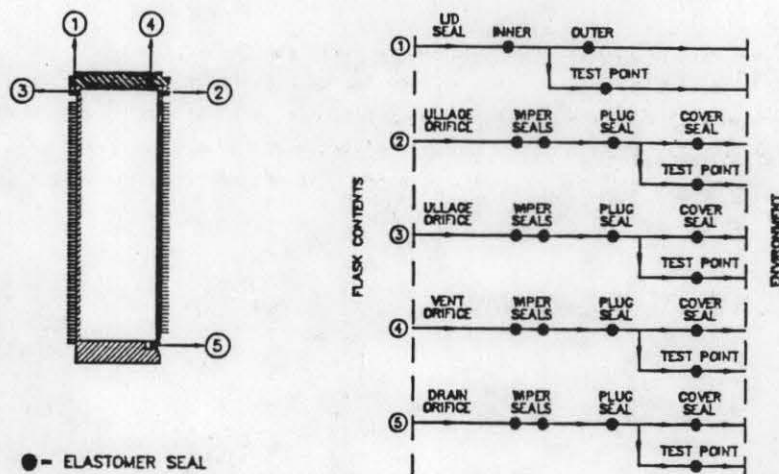 1 4
3 2
5
● - ELASTOMER SEAL
FLASK CONTENTS
ENVIRONMENT
1 LID SEAL INNER OUTER
TEST POINT
2 ULLAGE ORIFICE WIPER SEALS PLUG SEAL COVER SEAL
TEST POINT
3 ULLAGE ORIFICE WIPER SEALS PLUG SEAL COVER SEAL
TEST POINT
4 VENT ORIFICE WIPER SEALS PLUG SEAL COVER SEAL
TEST POINT
5 DRAIN ORIFICE WIPER SEALS PLUG SEAL COVER SEAL
TEST POINT